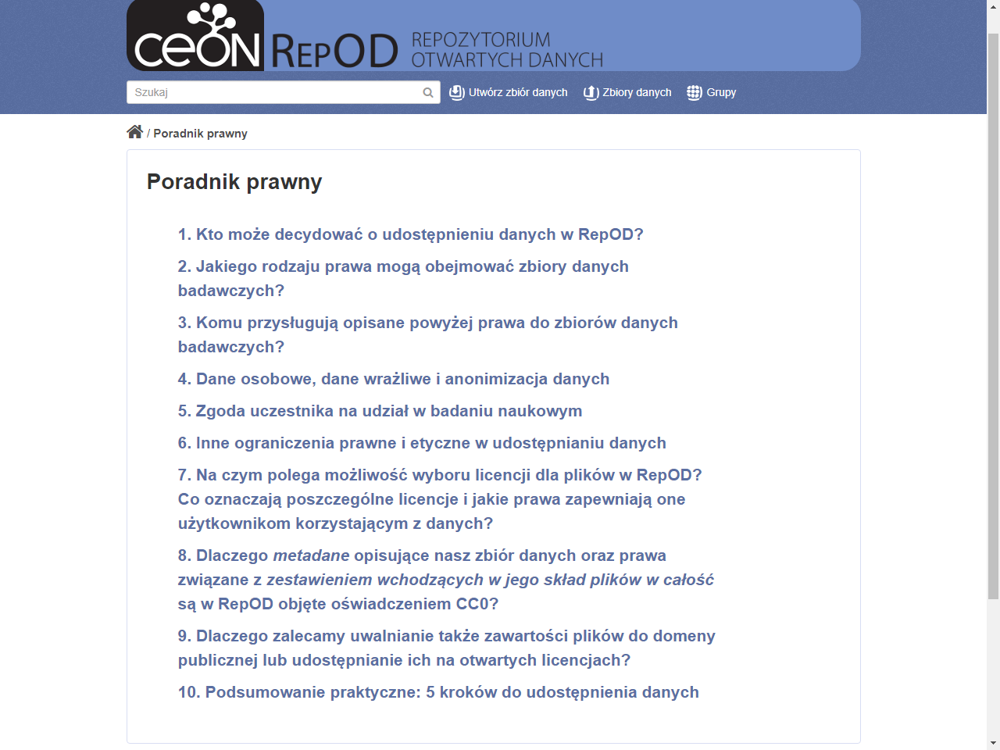 CEON REPOD REPOZYTORIUM
OTWARTYCH DANYCH
Szukaj Utwórz zbiór danych Zbiory danych Grupy
/ Poradnik prawny
Poradnik prawny
1. Kto może decydować o udostępnieniu danych w RepOD?
2. Jakiego rodzaju prawa mogą obejmować zbiory danych
badawczych?
3. Komu przysługują opisane powyżej prawa do zbiorów danych
badawczych?
4. Dane osobowe, dane wrażliwe i anonimizacja danych
5. Zgoda uczestnika na udział w badaniu naukowym
6. Inne ograniczenia prawne i etyczne w udostępnianiu danych
7. Na czym polega możliwość wyboru licencji dla plików w RepOD?
Co oznaczają poszczególne licencje i jakie prawa zapewniają one
użytkownikom korzystającym z danych?
8. Dlaczego metadane opisujące nasz zbiór danych oraz prawa
związane z zestawieniem wchodzących w jego skład plików w całość
są w RepOD objęte oświadczeniem CC0?
9. Dlaczego zalecamy uwalnianie także zawartości plików do domeny
publicznej lub udostępnianie ich na otwartych licencjach?
10. Podsumowanie praktyczne: 5 kroków do udostępnienia danych